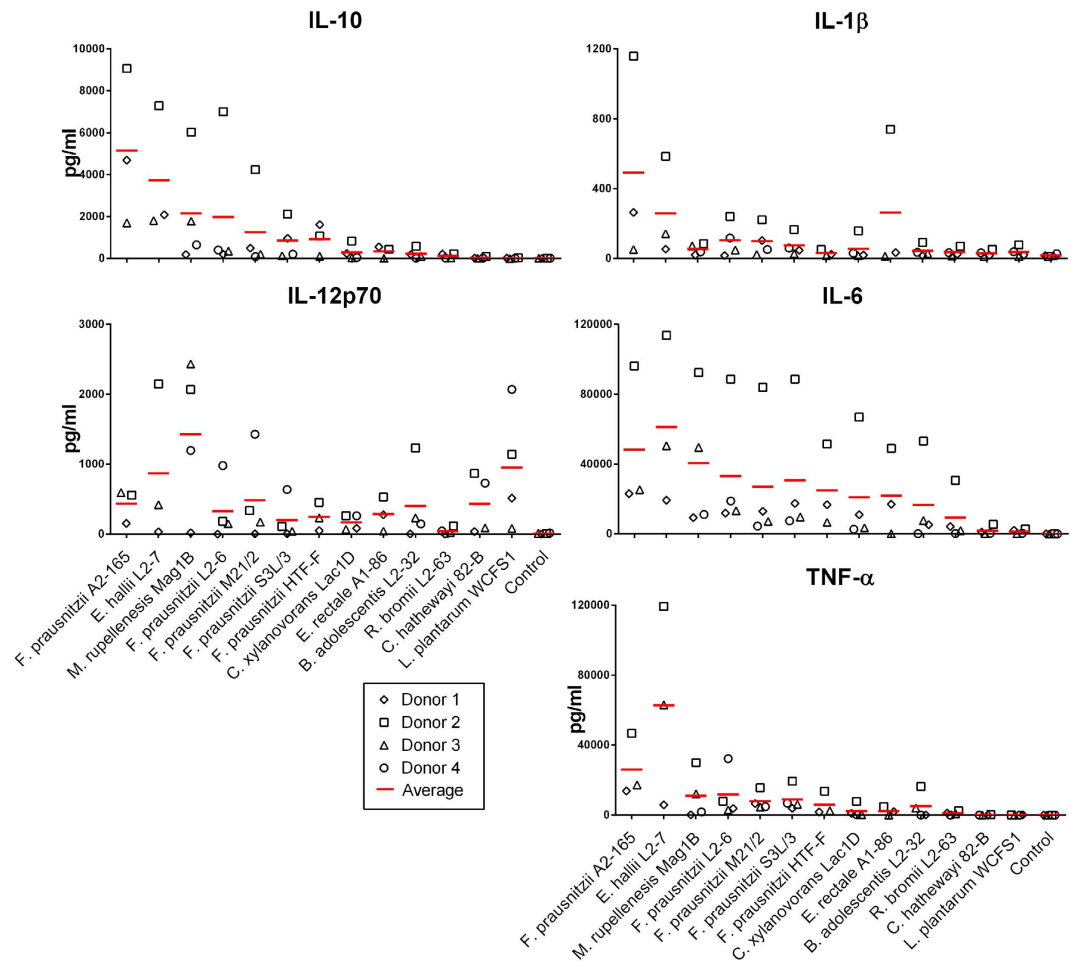 IL-10
pg/ml
10000
8000
6000
4000
2000
0
IL-1β
1200
800
400
0
IL-12p70
pg/ml
3000
2000
1000
0
F. prausnitzii A2-165
E. hallii L2-7
M. rupellenesis Mag1B
F. prausnitzii L2-6
F. prausnitzii M21/2
F. prausnitzii S3L/3
F. prausnitzii HTF-F
C. xylanovorans Lac1D
E. rectale A1-86
B. adolescentis L2-32
R. bromii L2-63
C. hathewayi 82-B
L. plantarum WCFS1
Control
IL-6
120000
80000
40000
0
Donor 1
Donor 2
Donor 3
Donor 4
Average
TNF-α
pg/ml
120000
80000
40000
0
F. prausnitzii A2-165
E. hallii L2-7
M. rupellenesis Mag1B
F. prausnitzii L2-6
F. prausnitzii M21/2
F. prausnitzii S3L/3
F. prausnitzii HTF-F
C. xylanovorans Lac1D
E. rectale A1-86
B. adolescentis L2-32
R. bromii L2-63
C. hathewayi 82-B
L. plantarum WCFS1
Control